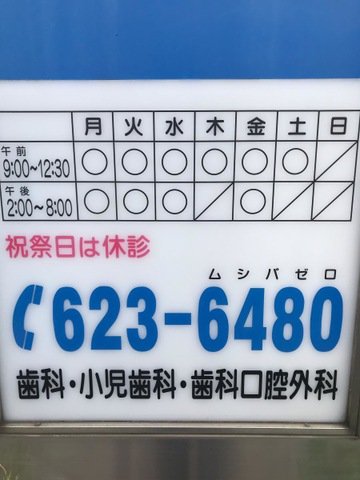 月 火 水 木 金 土 日
午前 9:00~12:30 ○ ○ ○ ○ ○ ○ /
午後 2:00~8:00 ○ ○ ○ / ○ / /
祝祭日は休診
ムシバゼロ
623-6480
歯科・小児歯科・歯科口腔外科